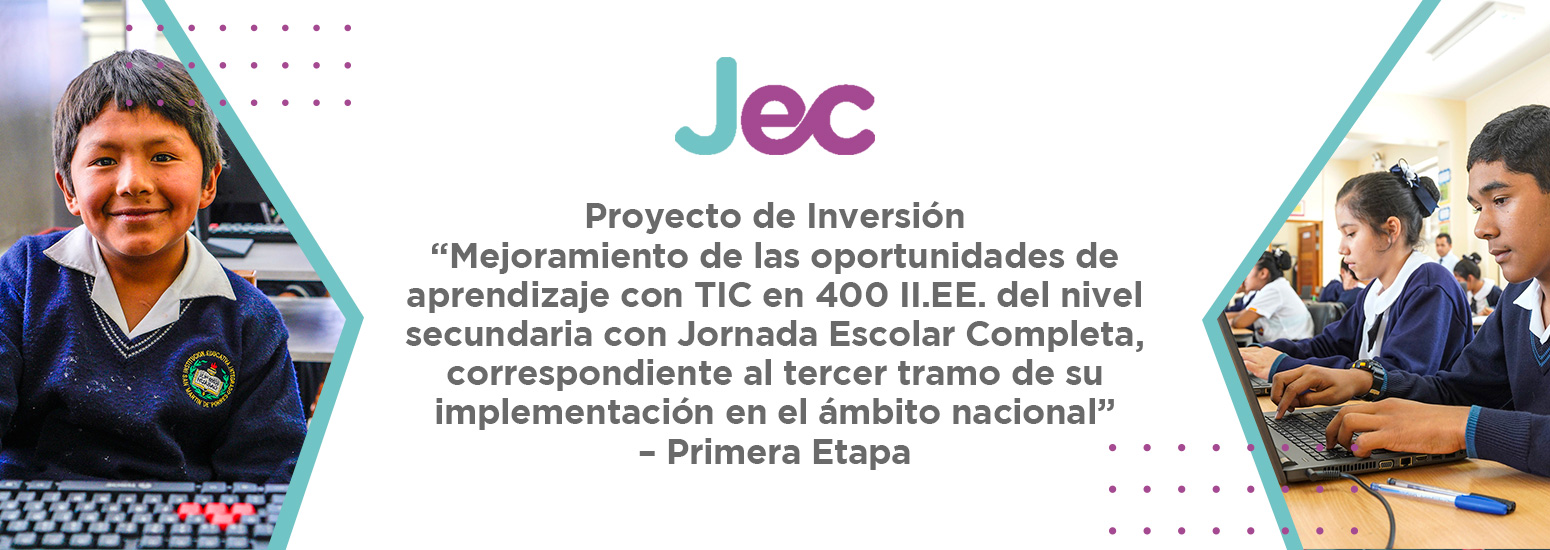 Jec
Proyecto de Inversión
“Mejoramiento de las oportunidades de
aprendizaje con TIC en 400 II.EE. del nivel
secundaria con Jornada Escolar Completa,
correspondiente al tercer tramo de su
implementación en el ámbito nacional”
– Primera Etapa